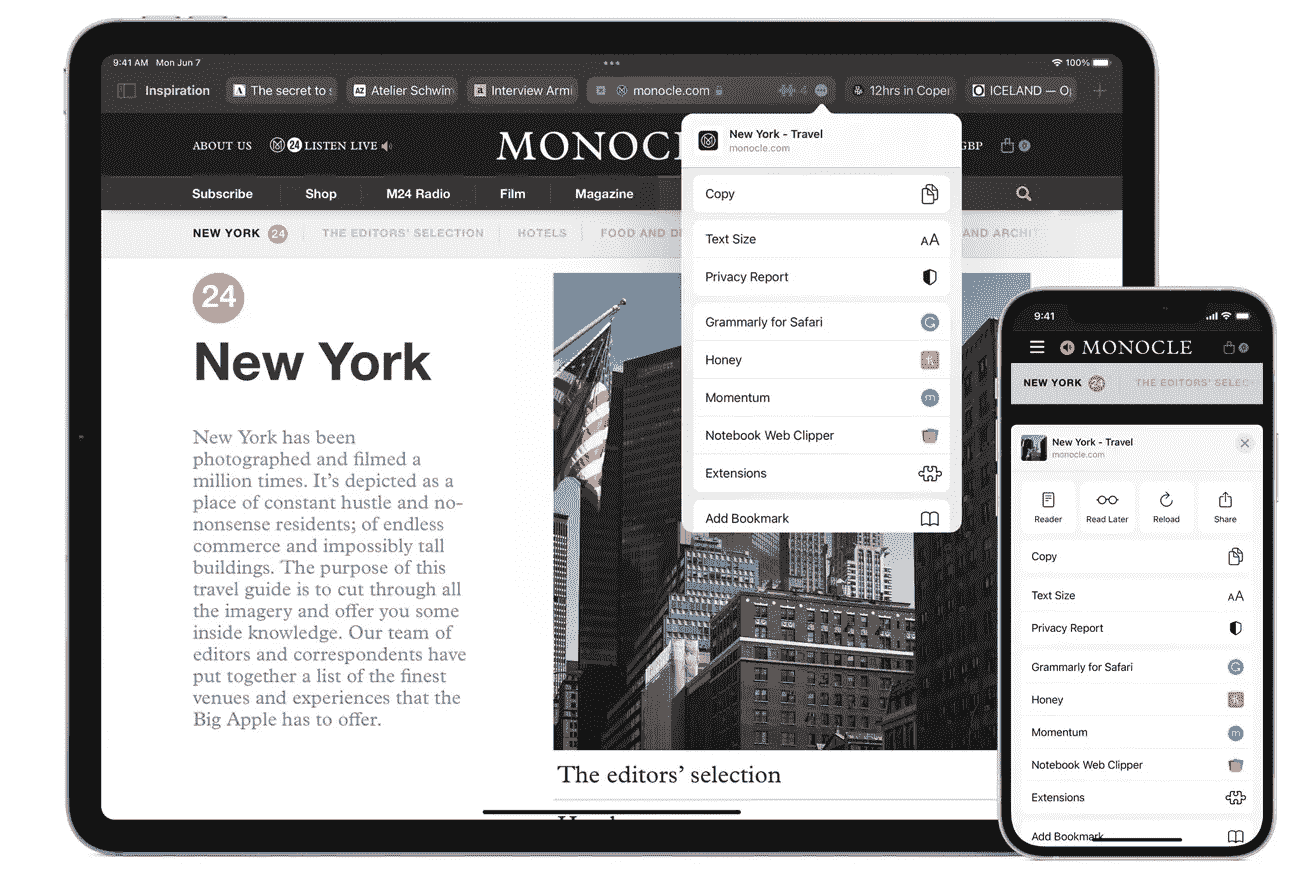 9:41 AM Mon Jun 7
100%
Inspiration
The secret to s
Atelier Schwin
Interview Armi
monocle.com
4
12hrs in Coper
ICELAND — O
ABOUT US
24 LISTEN LIVE
MONOC
GBP
0
Subscribe
Shop
M24 Radio
Film
Magazine
NEW YORK 24
THE EDITORS' SELECTION
HOTELS
FOOD AND D
AND ARCHIT
24
New York
New York has been
photographed and filmed a
million times. It's depicted as a
place of constant hustle and no-
nonsense residents; of endless
commerce and impossibly tall
buildings. The purpose of this
travel guide is to cut through all
the imagery and offer you some
inside knowledge. Our team of
editors and correspondents have
put together a list of the finest
venues and experiences that the
Big Apple has to offer.
The editors' selection
New York - Travel
monocle.com
Copy
Text Size
AA
Privacy Report
Grammarly for Safari
Honey
Momentum
m
Notebook Web Clipper
Extensions
Add Bookmark
9:41
MONOCLE
0
NEW YORK 24
THE EDITORS' SELEC
New York - Travel
monocle.com
Reader
Read Later
Reload
Share
Copy
Text Size
AA
Privacy Report
Grammarly for Safari
Honey
Momentum
m
Notebook Web Clipper
Extensions
Add Bookmark